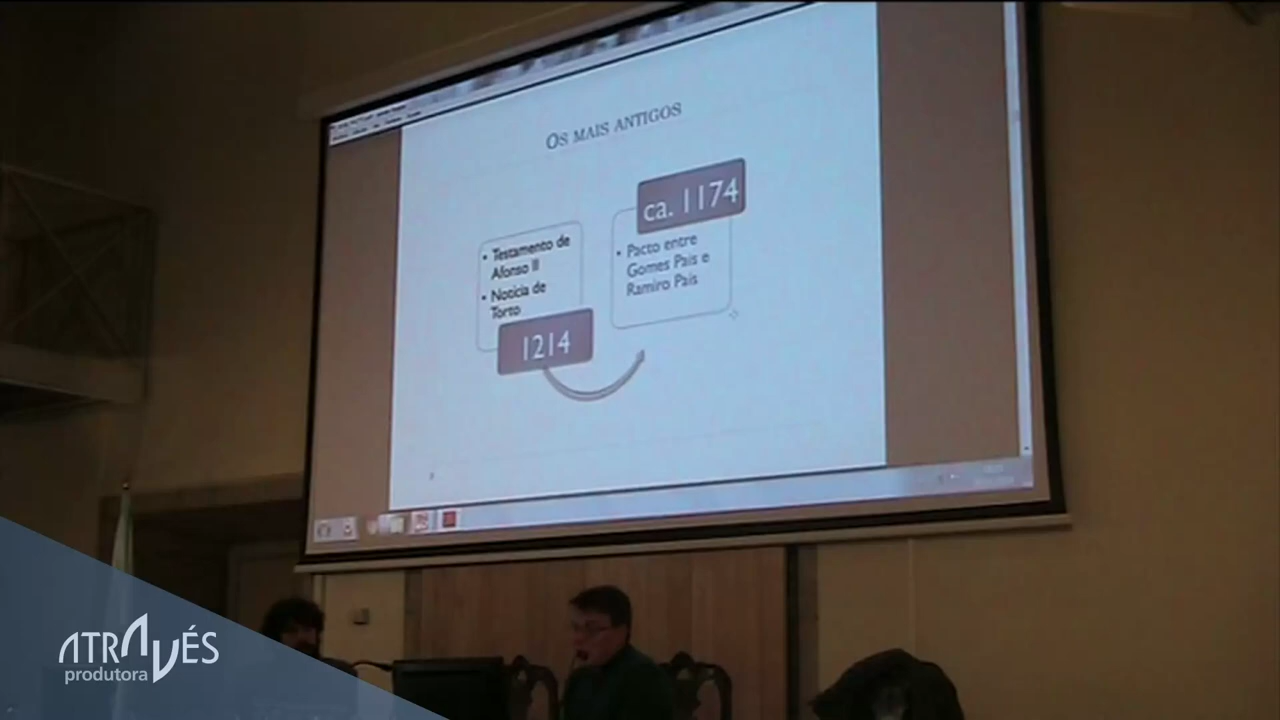 Os mais antigos
• Testamento de
Afonso II
• Notícia de
Torto
1214
ca. 1174
• Pacto entre
Gomes Pais e
Ramiro Pais
ATRAVÉS
produtora